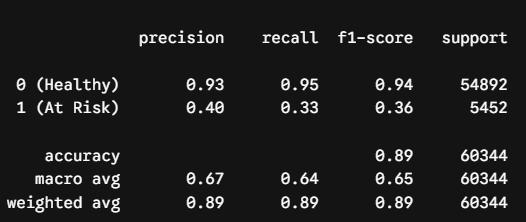 precision recall f1-score support
0 (Healthy) 0.93 0.95 0.94 54892
1 (At Risk) 0.40 0.33 0.36 5452
accuracy 0.89 60344
macro avg 0.67 0.64 0.65 60344
weighted avg 0.89 0.89 0.89 60344